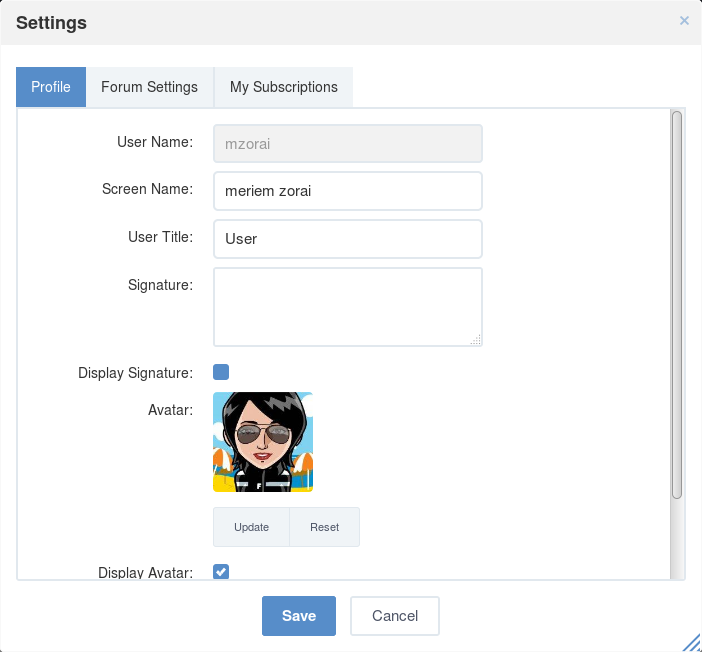 Settings ×
Profile Forum Settings My Subscriptions
User Name: mzorai
Screen Name: meriem zorai
User Title: User
Signature:
Display Signature:
Avatar:
F
Update Reset
Display Avatar:
Save Cancel